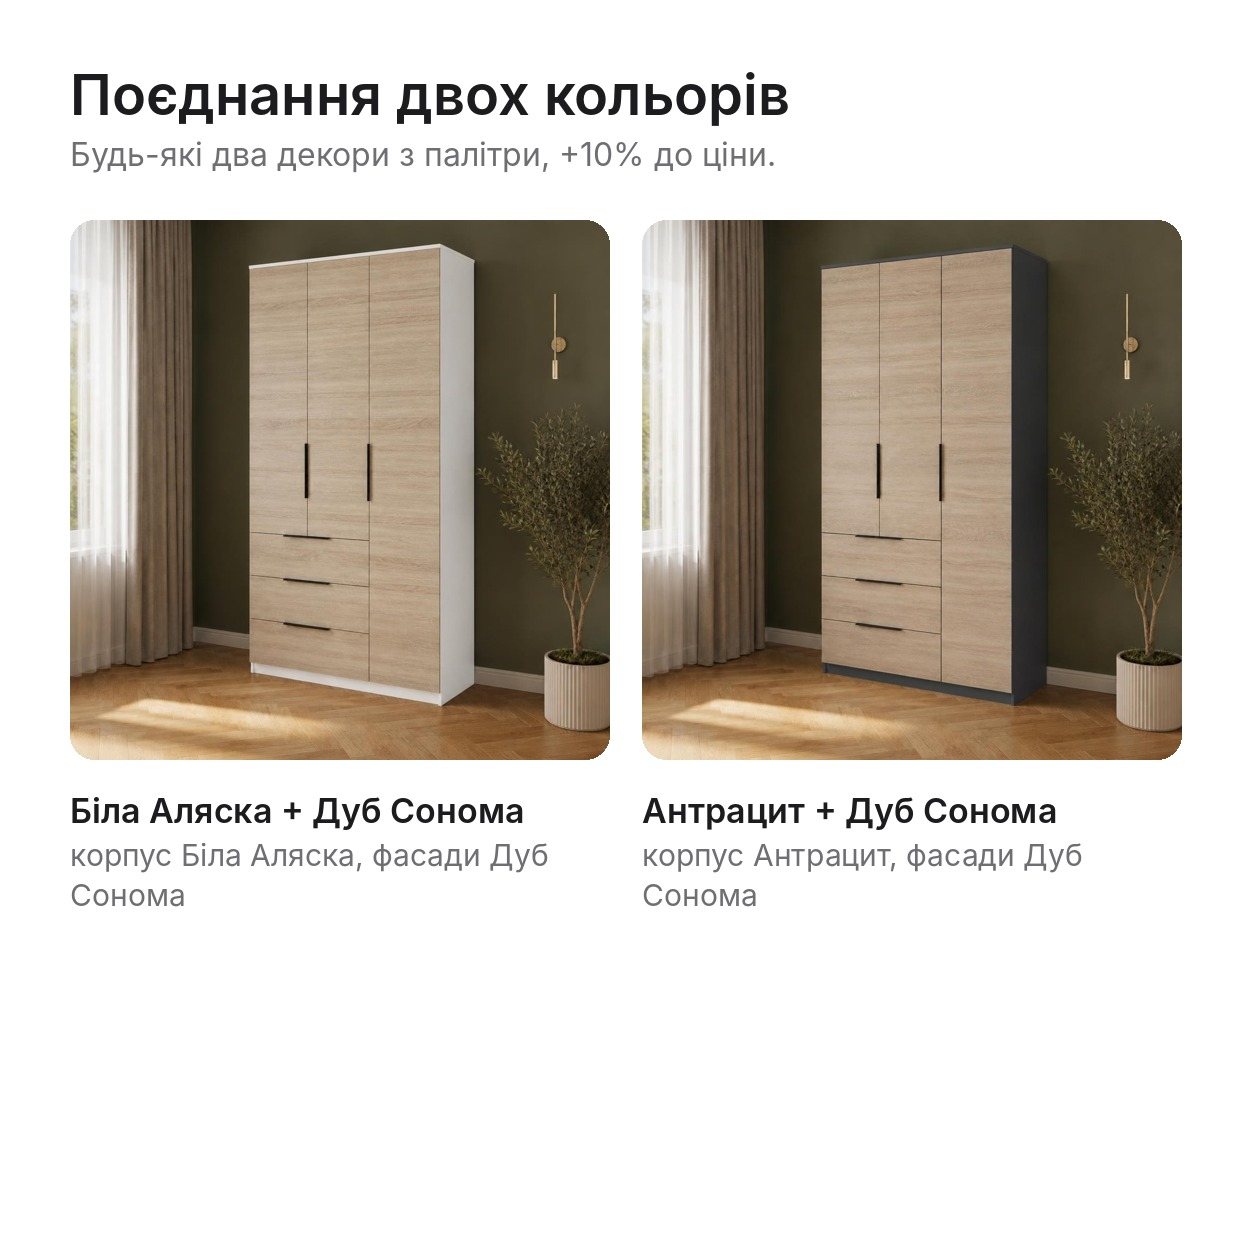 Поєднання двох кольорів
Будь-які два декори з палітри, +10% до ціни.
Біла Аляска + Дуб Сонома
корпус Біла Аляска, фасади Дуб
Сонома
Антрацит + Дуб Сонома
корпус Антрацит, фасади Дуб
Сонома